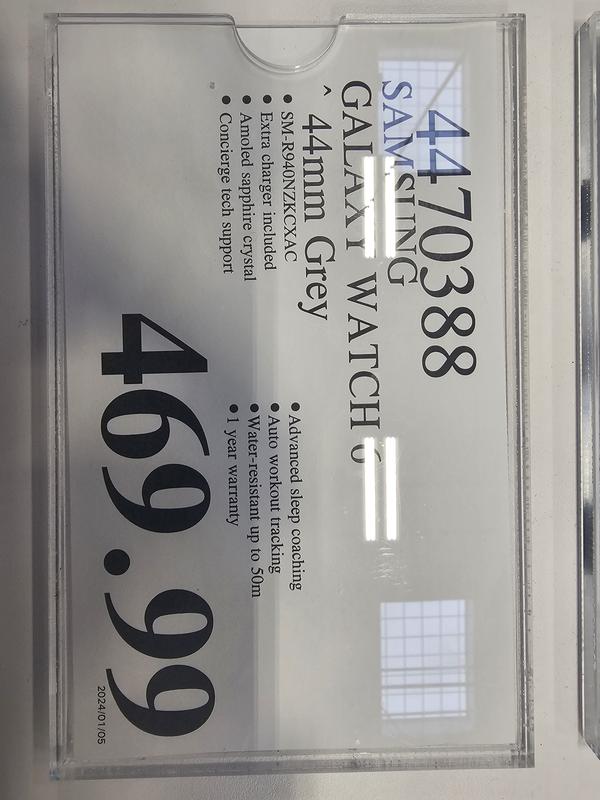 4470388
SAMSUNG
GALAXY WATCH 6
^ 44mm Grey
• SM-R940NZKCXAC
• Extra charger included
• Amoled sapphire crystal
• Concierge tech support
• Advanced sleep coaching
• Auto workout tracking
• Water-resistant up to 50m
• 1 year warranty
469.99
2024/01/05